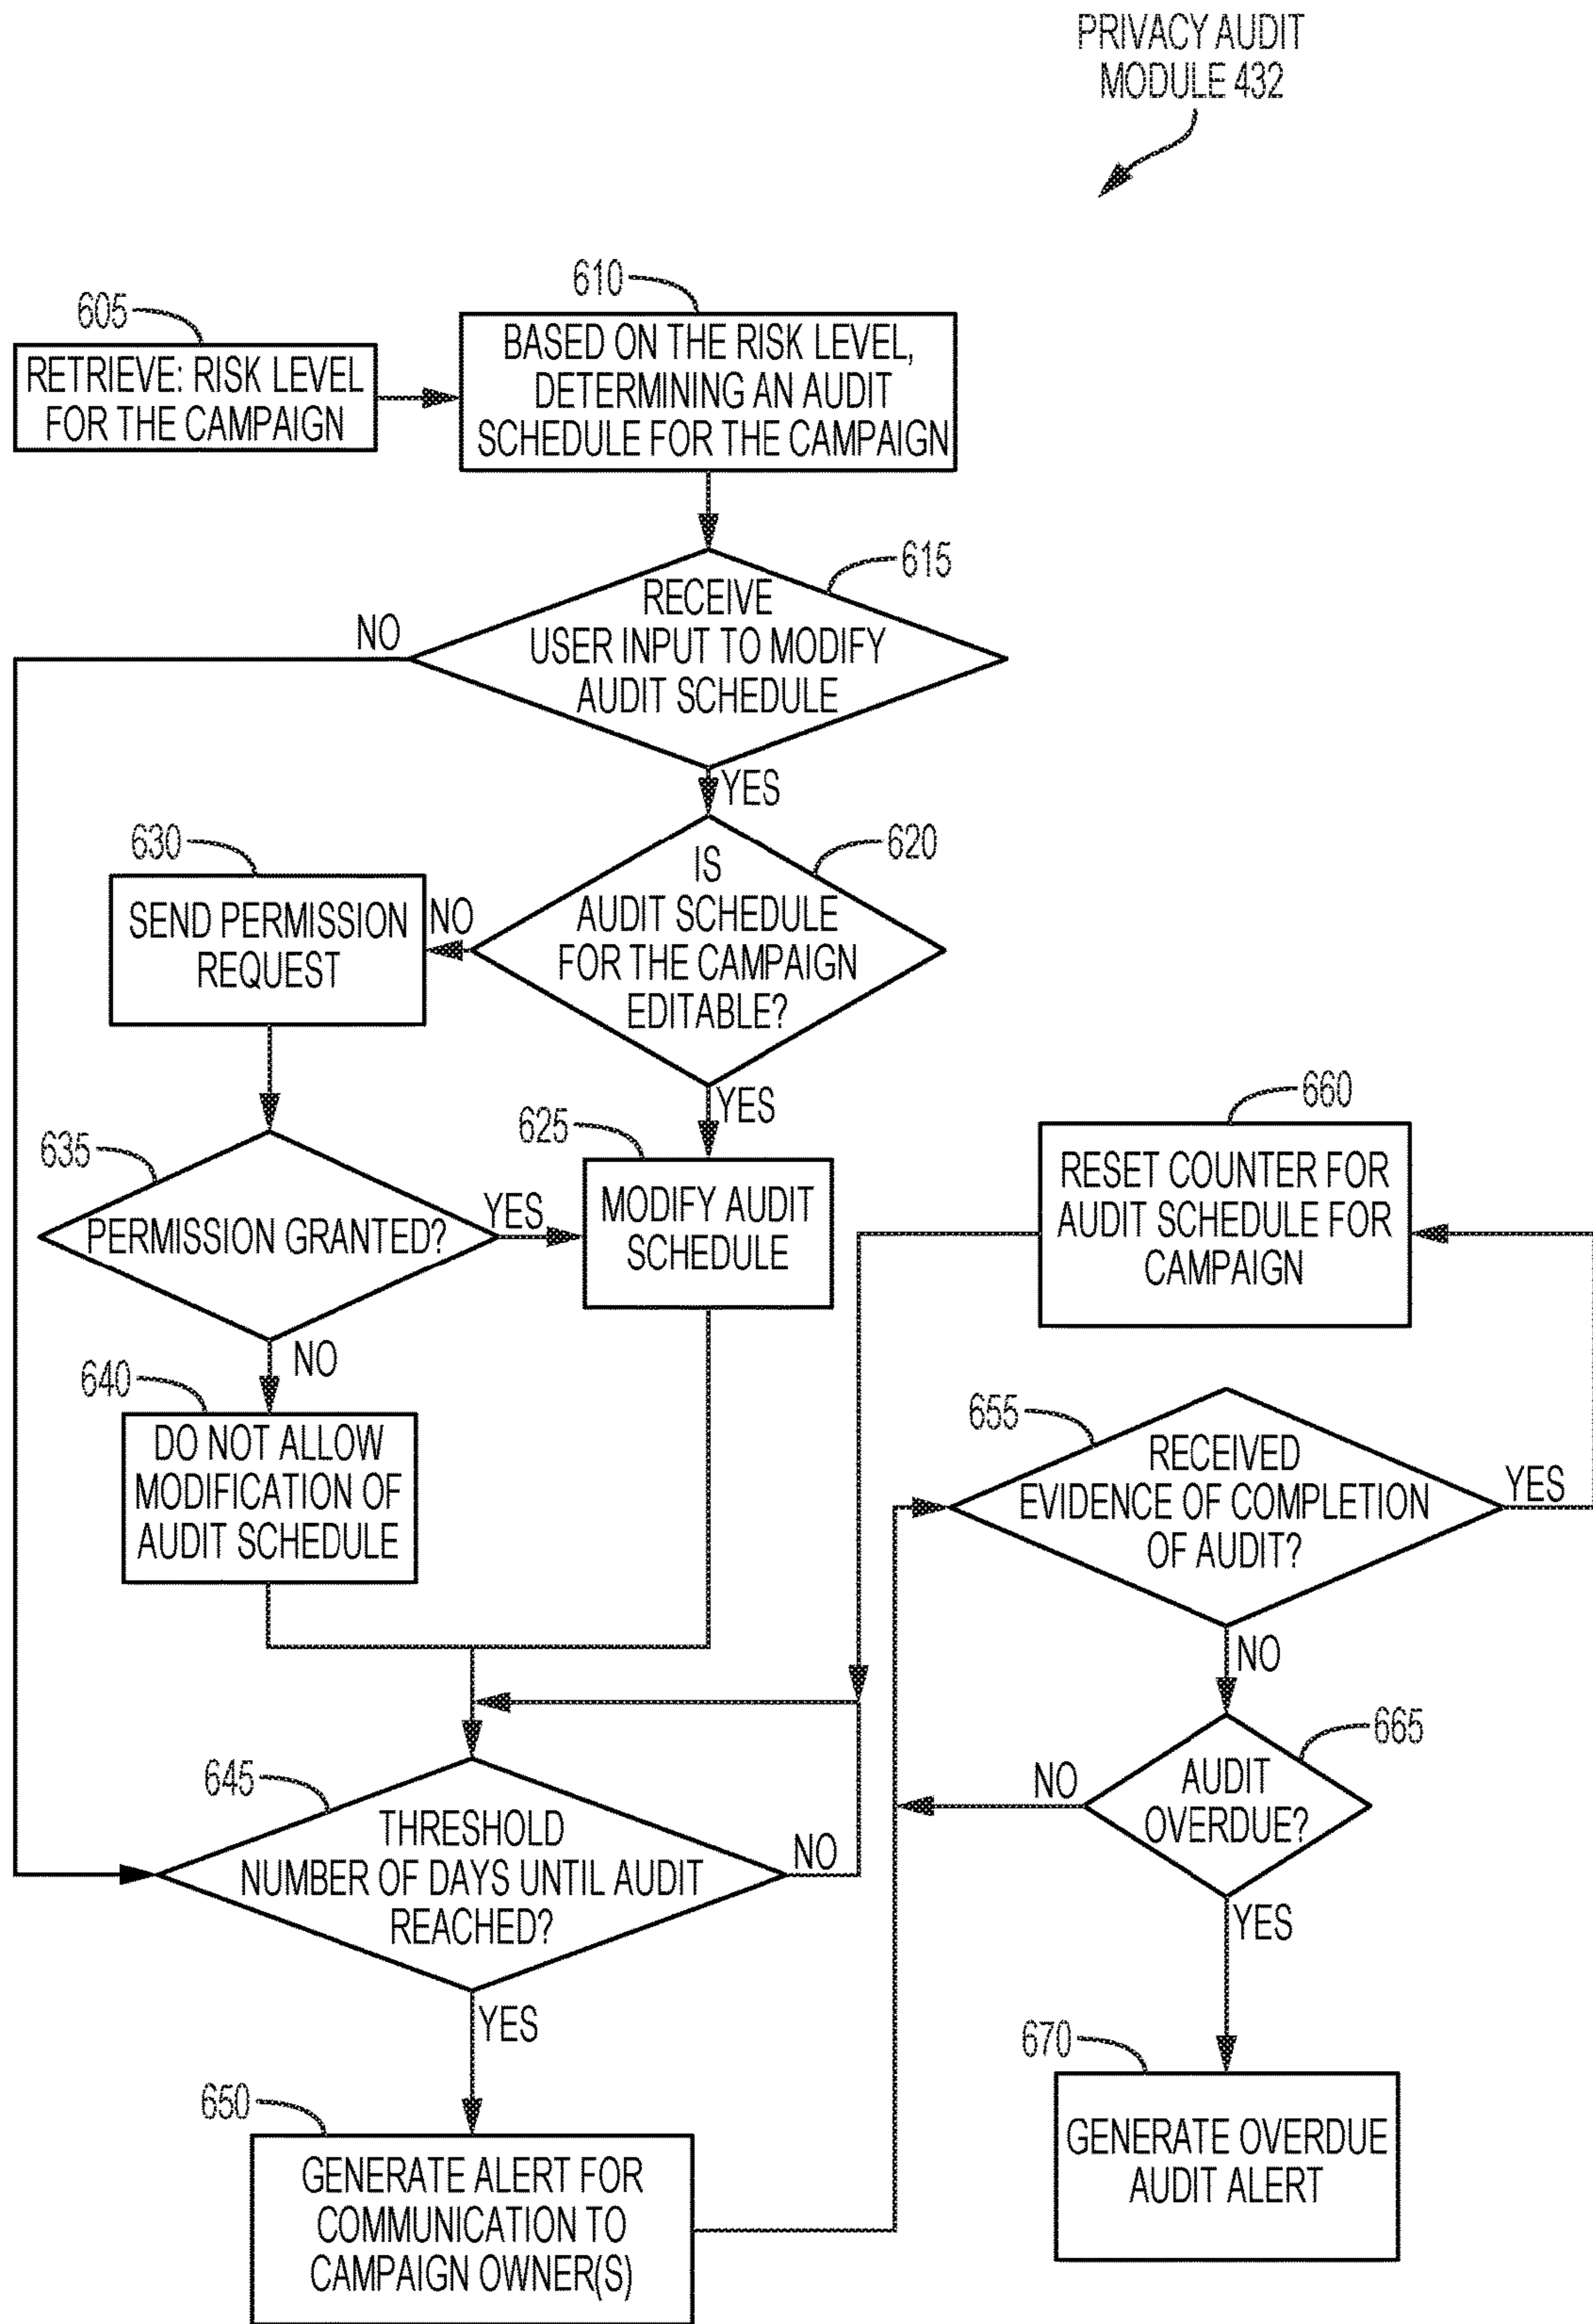 PRIVACY AUDIT
MODULE 432
605
RETRIEVE: RISK LEVEL
FOR THE CAMPAIGN
610
BASED ON THE RISK LEVEL,
DETERMINING AN AUDIT
SCHEDULE FOR THE CAMPAIGN
615
RECEIVE
USER INPUT TO MODIFY
AUDIT SCHEDULE
NO
YES
620
IS
AUDIT SCHEDULE
FOR THE CAMPAIGN
EDITABLE?
NO
YES
630
SEND PERMISSION
REQUEST
635
PERMISSION GRANTED?
YES
NO
625
MODIFY AUDIT
SCHEDULE
640
DO NOT ALLOW
MODIFICATION OF
AUDIT SCHEDULE
645
THRESHOLD
NUMBER OF DAYS UNTIL AUDIT
REACHED?
NO
YES
650
GENERATE ALERT FOR
COMMUNICATION TO
CAMPAIGN OWNER(S)
660
RESET COUNTER FOR
AUDIT SCHEDULE FOR
CAMPAIGN
655
RECEIVED
EVIDENCE OF COMPLETION
OF AUDIT?
YES
NO
665
AUDIT
OVERDUE?
NO
YES
670
GENERATE OVERDUE
AUDIT ALERT